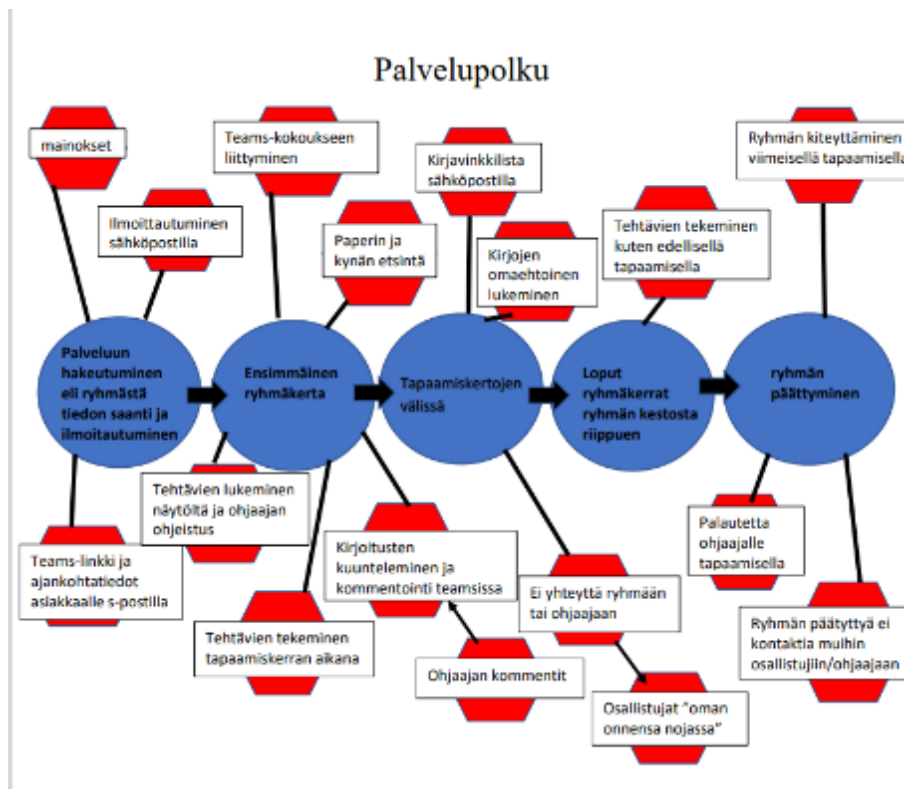 Palvelupolku
mainokset
Ilmoittautuminen
sähköpostilla
Teams-kokoukseen
liittyminen
Paperin ja
kynän etsintä
Kirjavinkkilista
sähköpostilla
Kirjojen
omaehtoinen
lukeminen
Tehtävien tekeminen
kuten edellisellä
tapaamisella
Ryhmän kiteyttäminen
viimeisellä tapaamisella
Palveluun
hakeutuminen
eli ryhmästä
tiedon saanti ja
ilmoitautuminen
Ensimmäinen
ryhmäkerta
Tapaamiskertojen
välissä
Loput
ryhmäkerrat
ryhmän kestosta
riippuen
ryhmän
päättyminen
Teams-linkki ja
ajankohtatiedot
asiakkaalle s-postilla
Tehtävien lukeminen
näytöltä ja ohjaajan
ohjeistus
Tehtävien tekeminen
tapaamiskerran aikana
Kirjoitusten
kuunteleminen ja
kommentointi teamsissa
Ohjaajan kommentit
Ei yhteyttä ryhmään
tai ohjaajaan
Osallistujat ”oman
onnensa nojassa”
Palautetta
ohjaajalle
tapaamisella
Ryhmän päätyttyä ei
kontaktia muihin
osallistujiin/ohjaajaan